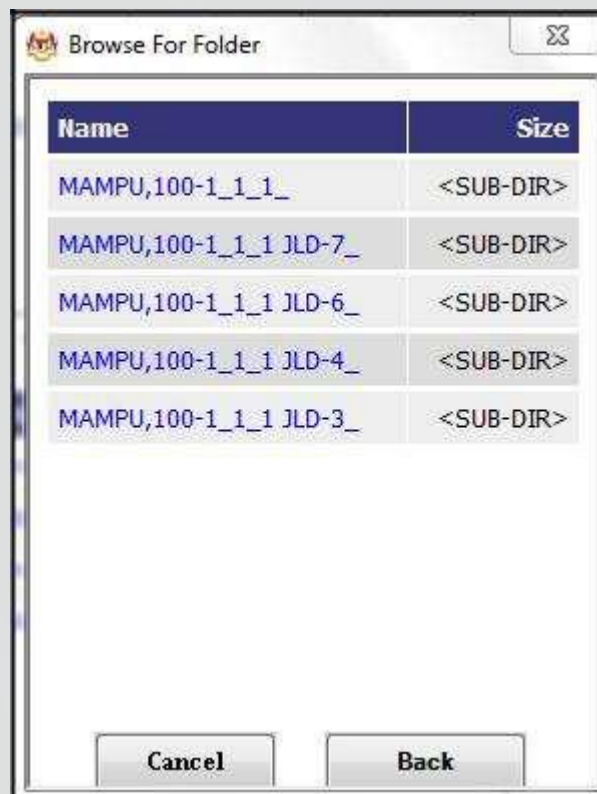 Browse For Folder
Name Size
MAMPU,100-1_1_1_ <SUB-DIR>
MAMPU,100-1_1_1 JLD-7_ <SUB-DIR>
MAMPU,100-1_1_1 JLD-6_ <SUB-DIR>
MAMPU,100-1_1_1 JLD-4_ <SUB-DIR>
MAMPU,100-1_1_1 JLD-3_ <SUB-DIR>
Cancel Back